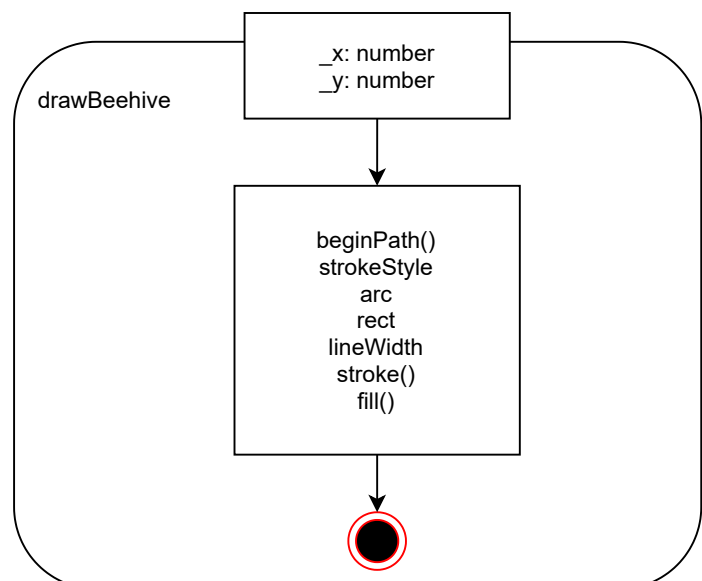 _x: number
_y: number
drawBeehive
beginPath()
strokeStyle
arc
rect
lineWidth
stroke()
fill()